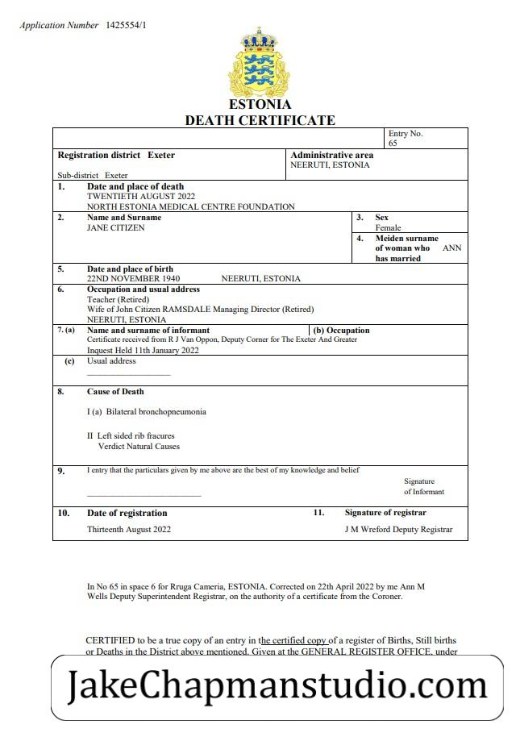 Application Number 1425554/1
ESTONIA
DEATH CERTIFICATE
Entry No.
65
Registration district Exeter
Administrative area
NEERUTI, ESTONIA
Sub-district Exeter
1. Date and place of death
TWENTIETH AUGUST 2022
NORTH ESTONIA MEDICAL CENTRE FOUNDATION
2. Name and Surname
JANE CITIZEN
3. Sex
Female
4. Meiden surname
of woman who ANN
has married
5. Date and place of birth
22ND NOVEMBER 1940 NEERUTI, ESTONIA
6. Occupation and usual address
Teacher (Retired)
Wife of John Citizen RAMSDALE Managing Director (Retired)
NEERUTI, ESTONIA
7. (a) Name and surname of informant (b) Occupation
Certificate received from R J Van Oppon, Deputy Corner for The Exeter And Greater
Inquest Held 11th January 2022
(c) Usual address
8. Cause of Death
I (a) Bilateral bronchopneumonia
II Left sided rib fracures
Verdict Natural Causes
9. I entry that the particulars given by me above are the best of my knowledge and belief
Signature
of Informant
10. Date of registration 11. Signature of registrar
Thirteenth August 2022 J M Wreford Deputy Registrar
In No 65 in space 6 for Rruga Cameria, ESTONIA. Corrected on 22th April 2022 by me Ann M
Wells Deputy Superintendent Registrar, on the authority of a certificate from the Coroner.
CERTIFIED to be a true copy of an entry in the certified copy of a register of Births, Still births
or Deaths in the District above mentioned. Given at the GENERAL REGISTER OFFICE, under
JakeChapmanstudio.com